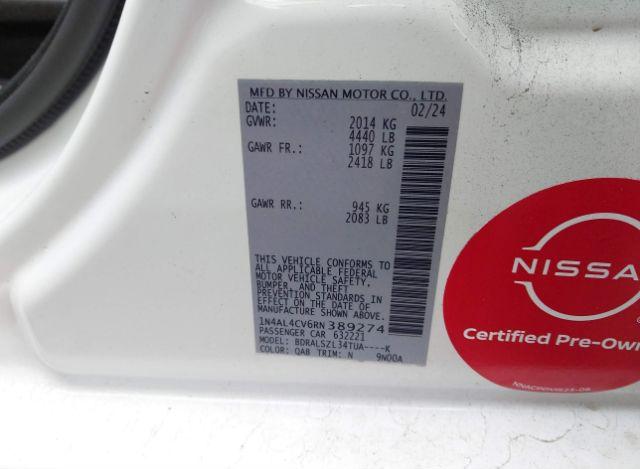 MFD BY NISSAN MOTOR CO., LTD.
DATE: 02/24
GVWR: 2014 KG
4440 LB
GAWR FR.: 1097 KG
2418 LB
GAWR RR.: 945 KG
2083 LB
THIS VEHICLE CONFORMS TO
ALL APPLICABLE FEDERAL
MOTOR VEHICLE SAFETY,
BUMPER, AND THEFT
PREVENTION STANDARDS IN
EFFECT ON THE DATE OF
MANUFACTURE SHOWN ABOVE.
1N4AL4CV6RN389274
PASSENGER CAR 632221
MODEL: BDRALSZL34TUA----K
COLOR: QAB TRIM: N 9N00A
NISSAN
Certified Pre-Own